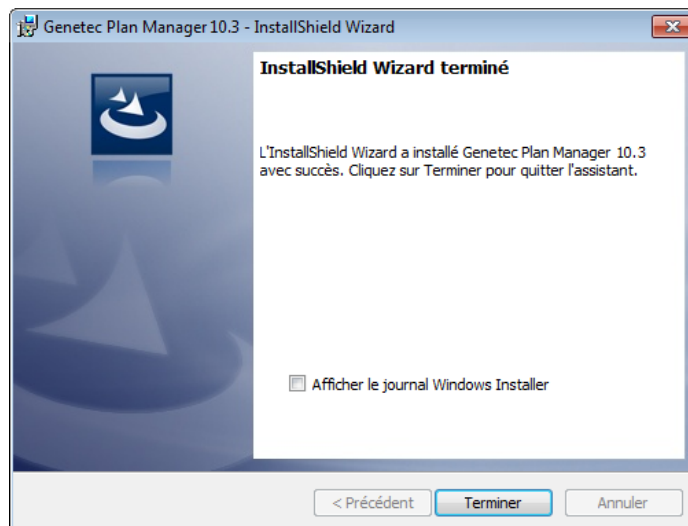 Genetec Plan Manager 10.3 - InstallShield Wizard
InstallShield Wizard terminé
L'InstallShield Wizard a installé Genetec Plan Manager 10.3
avec succès. Cliquez sur Terminer pour quitter l'assistant.
Afficher le journal Windows Installer
< Précédent
Terminer
Annuler